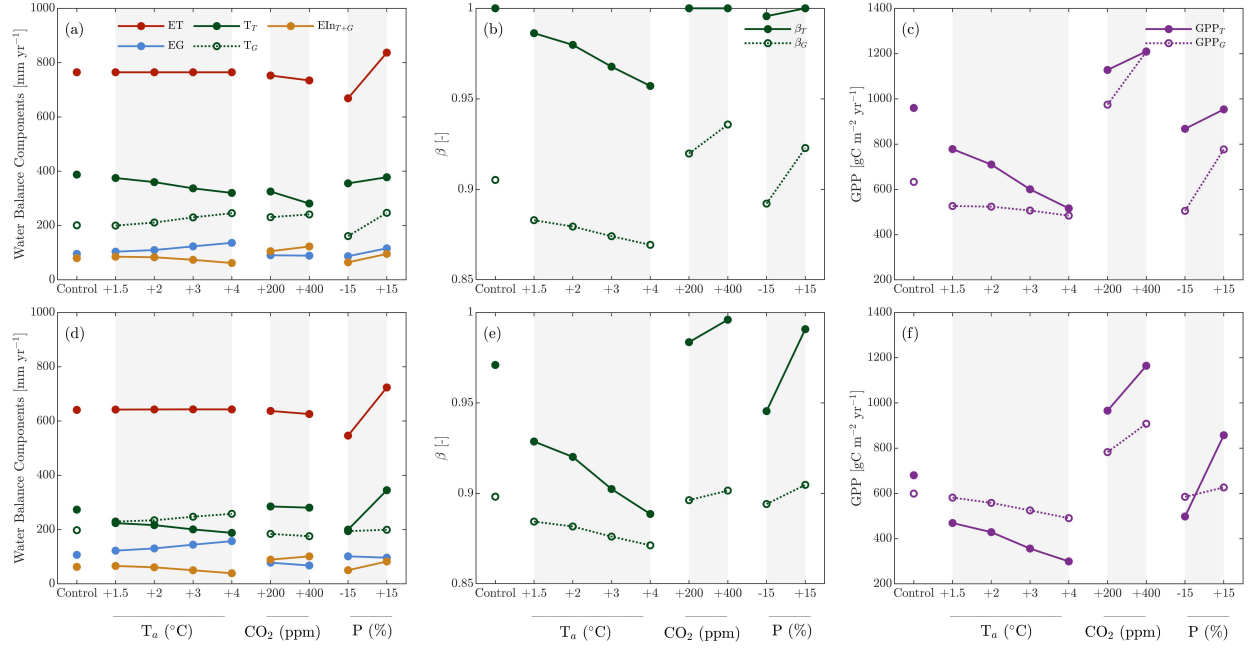 (a) ET T_T EIn_{T+G}
EG T_G
Water Balance Components [mm yr⁻¹]
1000
800
600
400
200
0
Control +1.5 +2 +3 +4 +200 +400 -15 +15
(b)
β_T
β_G
β [-]
1
0.95
0.9
0.85
Control +1.5 +2 +3 +4 +200 +400 -15 +15
(c)
GPP_T
GPP_G
GPP [gC m⁻² yr⁻¹]
1400
1200
1000
800
600
400
200
Control +1.5 +2 +3 +4 +200 +400 -15 +15
(d)
Water Balance Components [mm yr⁻¹]
1000
800
600
400
200
0
Control +1.5 +2 +3 +4 +200 +400 -15 +15
T_a (°C) CO₂ (ppm) P (%)
(e)
β [-]
1
0.95
0.9
0.85
Control +1.5 +2 +3 +4 +200 +400 -15 +15
T_a (°C) CO₂ (ppm) P (%)
(f)
GPP [gC m⁻² yr⁻¹]
1400
1200
1000
800
600
400
200
Control +1.5 +2 +3 +4 +200 +400 -15 +15
T_a (°C) CO₂ (ppm) P (%)